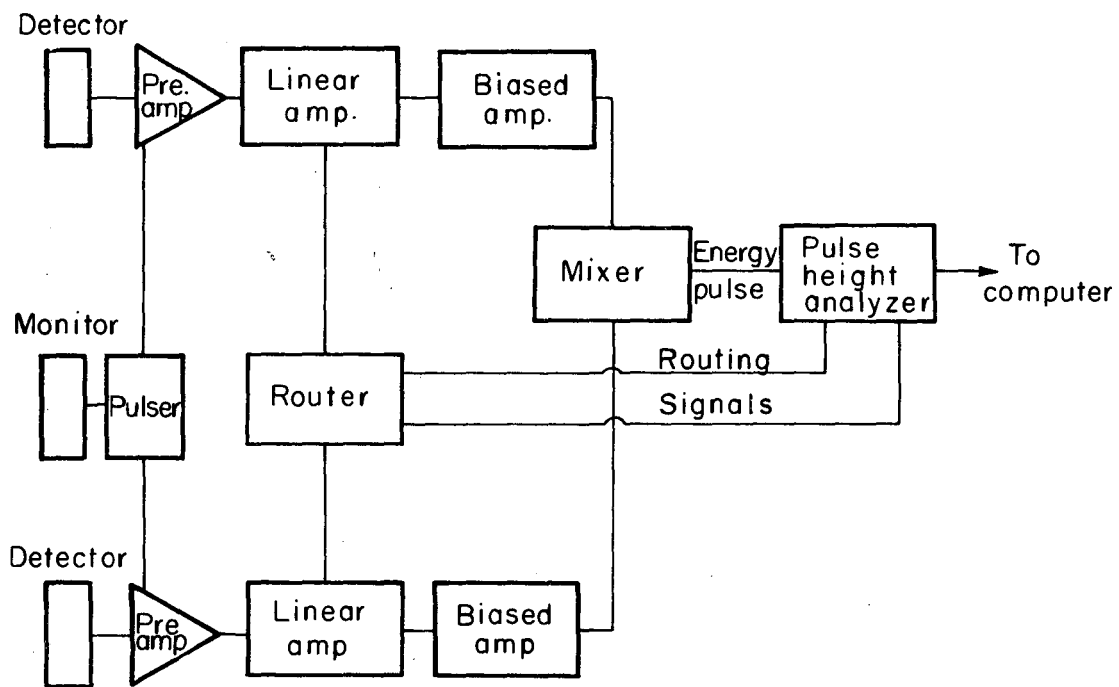 Detector
Pre.
amp
Linear
amp.
Biased
amp.
Mixer
Energy
pulse
Pulse
height
analyzer
To
computer
Monitor
Pulser
Router
Routing
Signals
Detector
Pre
amp
Linear
amp
Biased
amp